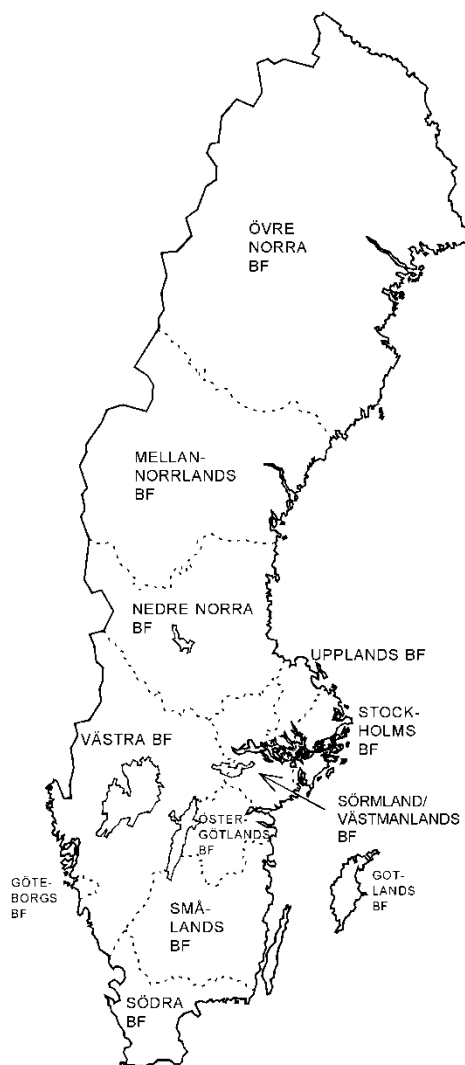 ÖVRE
NORRA
BF
MELLAN-
NORRLANDS
BF
NEDRE NORRA
BF
UPPLANDS BF
STOCK-
HOLMS
BF
VÄSTRA BF
SÖRMLAND/
VÄSTMANLANDS
BF
ÖSTER-
GÖTLANDS
BF
GÖTE-
BORGS
BF
GOT-
LANDS
BF
SMÅ-
LANDS
BF
SÖDRA
BF